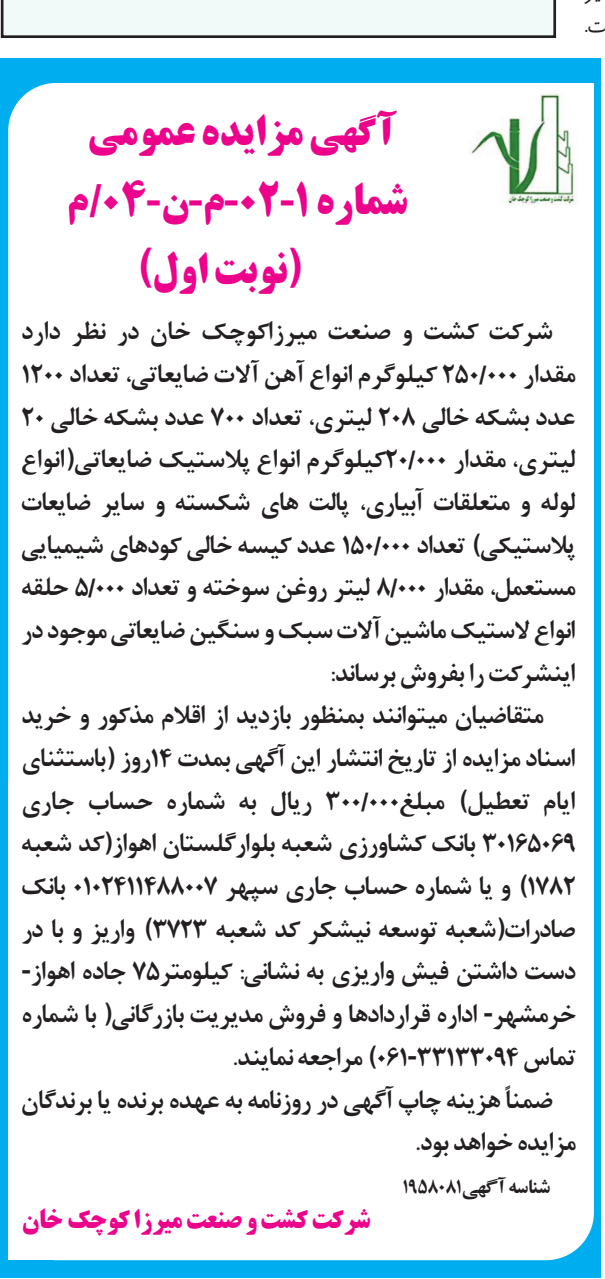 ت.
آگهی مزایده عمومی
شماره ۱-۰۲-م-ن-۰۴/م
(نوبت اول)
شرکت کشت و صنعت میرزا کوچک خان
شرکت کشت و صنعت میرزاکوچک خان در نظر دارد
مقدار ۲۵۰/۰۰۰ کیلوگرم انواع آهن آلات ضایعاتی، تعداد ۱۲۰۰
عدد بشکه خالی ۲۰۸ لیتری، تعداد ۷۰۰ عدد بشکه خالی ۲۰
لیتری، مقدار ۲۰/۰۰۰کیلوگرم انواع پلاستیک ضایعاتی(انواع
لوله و متعلقات آبیاری، پالت های شکسته و سایر ضایعات
پلاستیکی) تعداد ۱۵۰/۰۰۰ عدد کیسه خالی کودهای شیمیایی
مستعمل، مقدار ۸/۰۰۰ لیتر روغن سوخته و تعداد ۵/۰۰۰ حلقه
انواع لاستیک ماشین آلات سبک و سنگین ضایعاتی موجود در
اینشرکت را بفروش برساند:
متقاضیان میتوانند بمنظور بازدید از اقلام مذکور و خرید
اسناد مزایده از تاریخ انتشار این آگهی بمدت ۱۴روز (باستثنای
ایام تعطیل) مبلغ۳۰۰/۰۰۰ ریال به شماره حساب جاری
۳۰۱۶۵۰۶۹ بانک کشاورزی شعبه بلوارگلستان اهواز(کد شعبه
۱۷۸۲) و یا شماره حساب جاری سپهر ۰۱۰۲۴۱۱۴۸۸۰۰۷ بانک
صادرات(شعبه توسعه نیشکر کد شعبه ۳۷۲۳) واریز و با در
دست داشتن فیش واریزی به نشانی: کیلومتر۷۵ جاده اهواز-
خرمشهر- اداره قراردادها و فروش مدیریت بازرگانی( با شماره
تماس ۳۳۱۳۳۰۹۴-۰۶۱) مراجعه نمایند.
ضمناً هزینه چاپ آگهی در روزنامه به عهده برنده یا برندگان
مزایده خواهد بود.
شناسه آگهی۱۹۵۸۰۸۱
شرکت کشت و صنعت میرزا کوچک خان